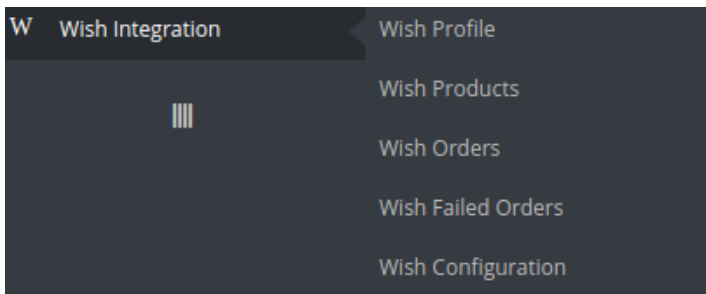 W Wish Integration
Wish Profile
Wish Products
Wish Orders
Wish Failed Orders
Wish Configuration